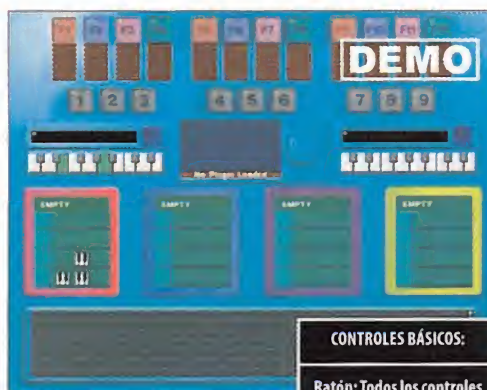 F1 F2 F3 F5 F6 F7 F9 F10 F11
DEMO
1 2 3 4 5 6 7 8 9
No Plugin Loaded
EMPTY EMPTY EMPTY EMPTY
CONTROLES BÁSICOS:
Ratón: Todos los controles